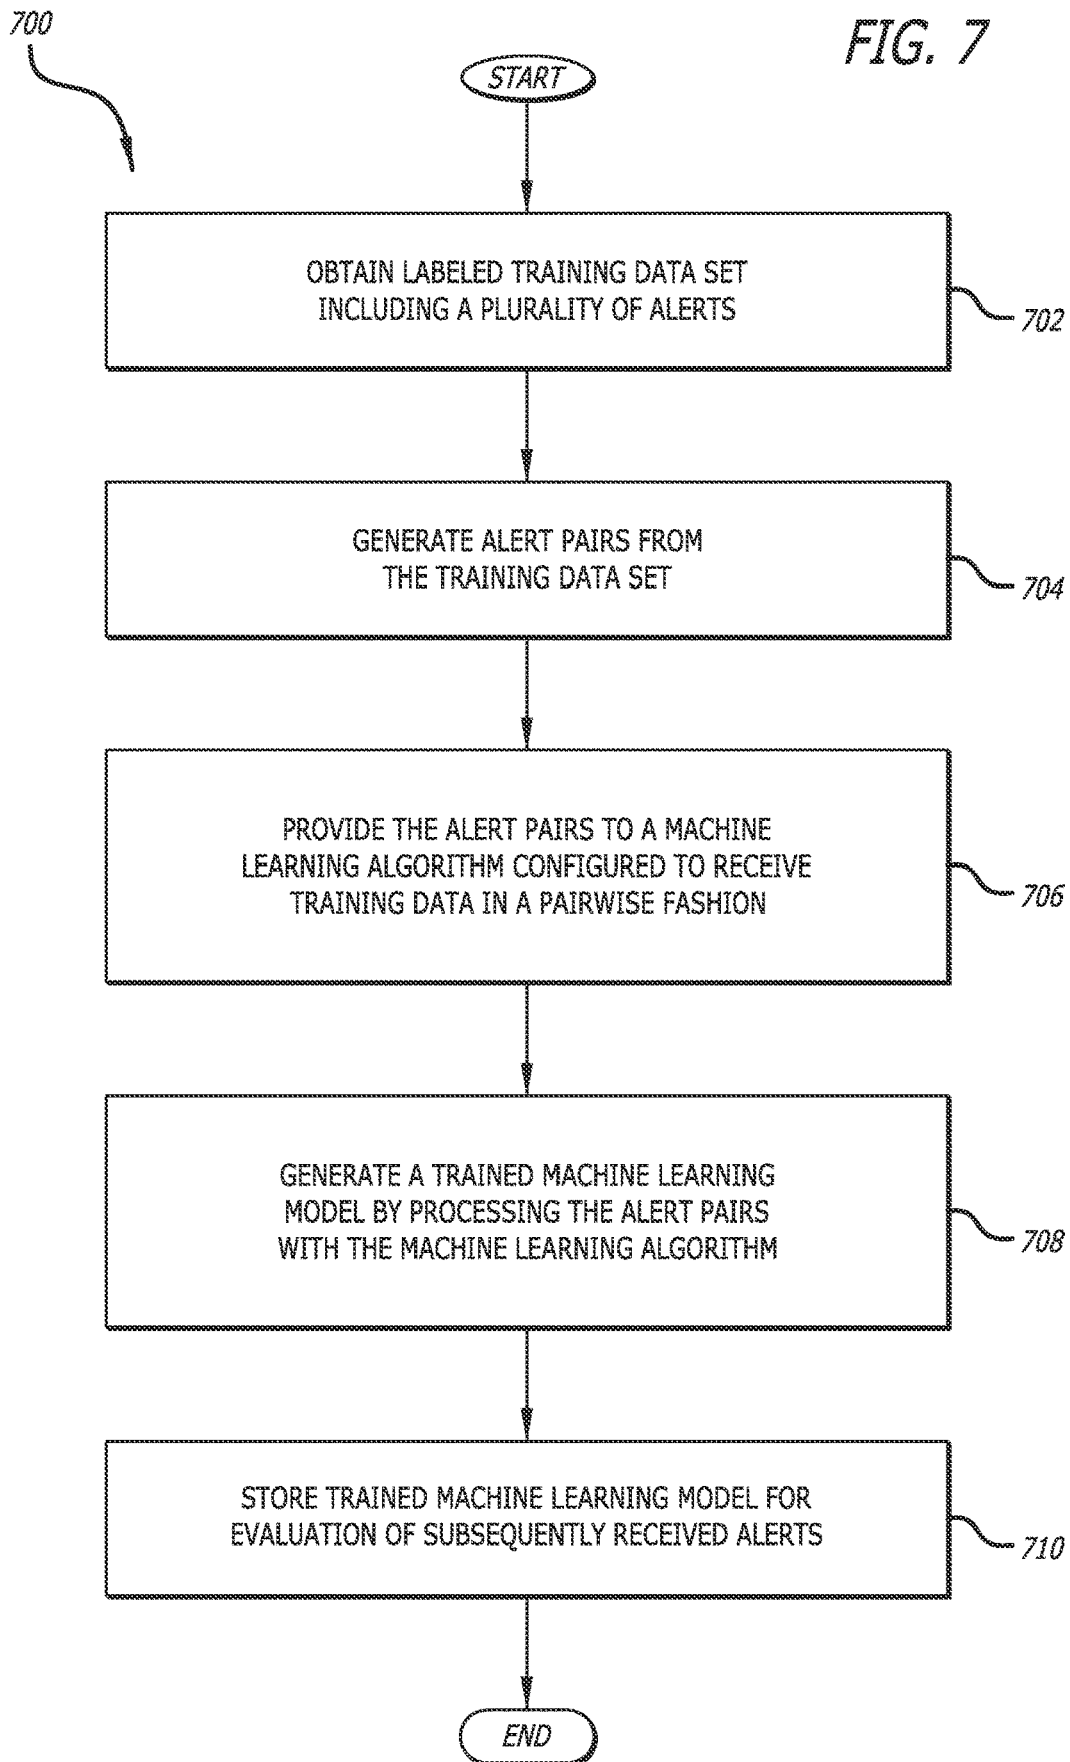 700
FIG. 7
START
OBTAIN LABELED TRAINING DATA SET
INCLUDING A PLURALITY OF ALERTS
702
GENERATE ALERT PAIRS FROM
THE TRAINING DATA SET
704
PROVIDE THE ALERT PAIRS TO A MACHINE
LEARNING ALGORITHM CONFIGURED TO RECEIVE
TRAINING DATA IN A PAIRWISE FASHION
706
GENERATE A TRAINED MACHINE LEARNING
MODEL BY PROCESSING THE ALERT PAIRS
WITH THE MACHINE LEARNING ALGORITHM
708
STORE TRAINED MACHINE LEARNING MODEL FOR
EVALUATION OF SUBSEQUENTLY RECEIVED ALERTS
710
END